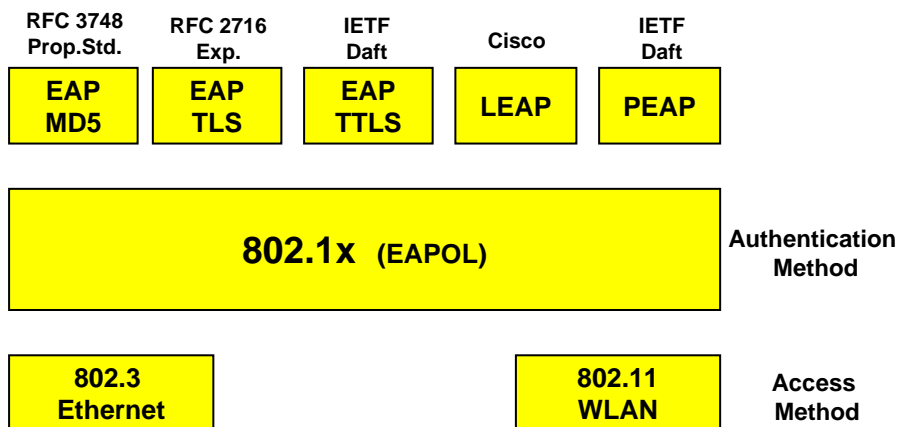 RFC 3748
Prop.Std.
RFC 2716
Exp.
IETF
Daft
Cisco
IETF
Daft
EAP
MD5
EAP
TLS
EAP
TTLS
LEAP
PEAP
802.1x (EAPOL)
Authentication
Method
802.3
Ethernet
802.11
WLAN
Access
Method